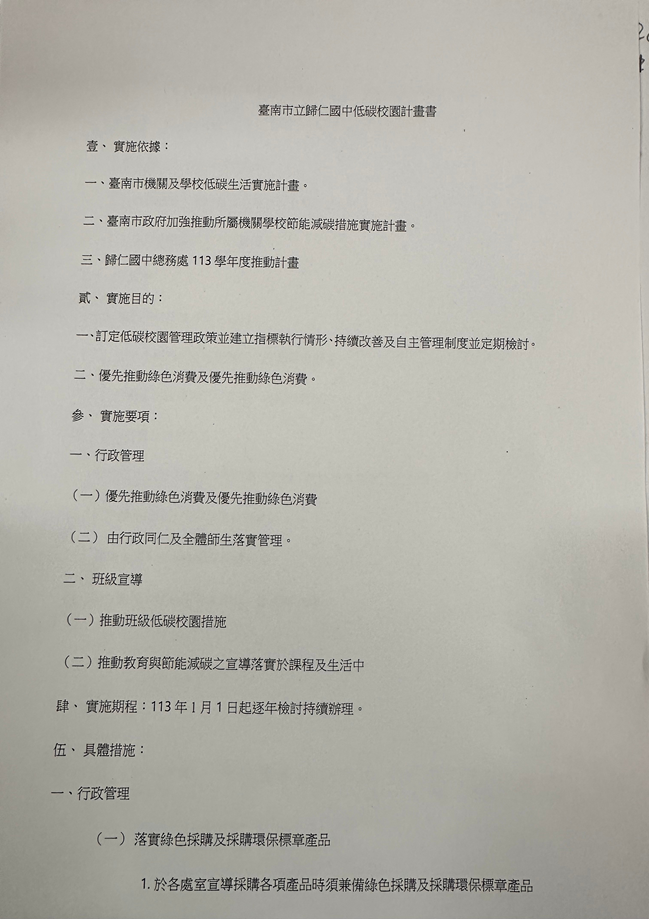 臺南市立歸仁國中低碳校園計畫書
壹、 實施依據：
一、臺南市機關及學校低碳生活實施計畫。
二、臺南市政府加強推動所屬機關學校節能減碳措施實施計畫。
三、歸仁國中總務處 113 學年度推動計畫
貳、 實施目的：
一、訂定低碳校園管理政策並建立指標執行情形、持續改善及自主管理制度並定期檢討。
二、優先推動綠色消費及優先推動綠色消費。
參、 實施要項：
一、行政管理
（一）優先推動綠色消費及優先推動綠色消費
（二） 由行政同仁及全體師生落實管理。
二、 班級宣導
（一）推動班級低碳校園措施
（二）推動教育與節能減碳之宣導落實於課程及生活中
肆、 實施期程：113 年 1 月 1 日起逐年檢討持續辦理。
伍、 具體措施：
一、行政管理
（一） 落實綠色採購及採購環保標章產品
1. 於各處室宣導採購各項產品時須兼備綠色採購及採購環保標章產品